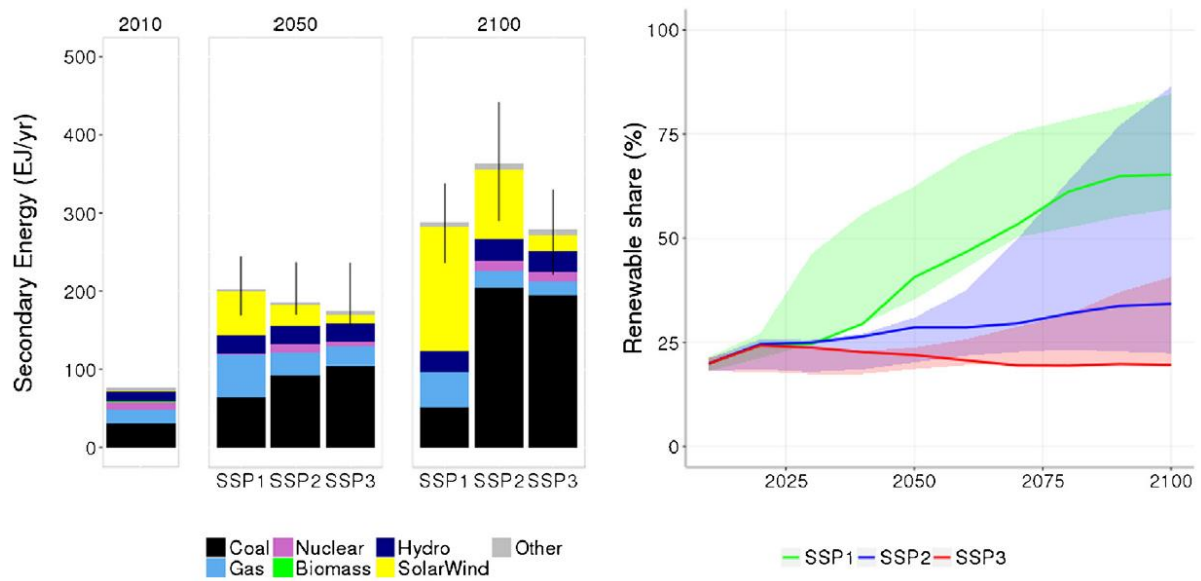 2010
2050
2100
Secondary Energy (EJ/yr)
500
400
300
200
100
0
SSP1 SSP2 SSP3
SSP1 SSP2 SSP3
Coal Nuclear Hydro Other
Gas Biomass SolarWind
Renewable share (%)
100
75
50
25
0
2025 2050 2075 2100
SSP1 SSP2 SSP3